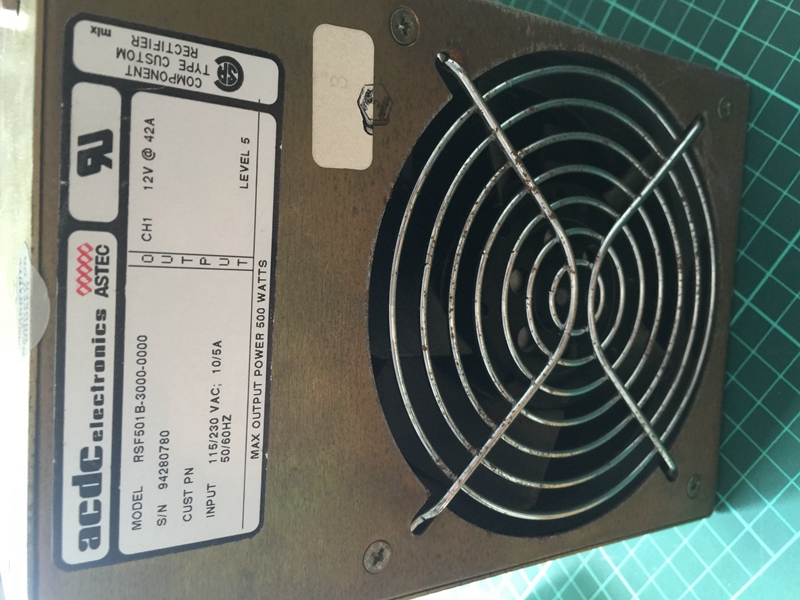 acdc electronics ASTEC
MODEL RSF501B-3000-0000
S/N 94280780
CUST PN
INPUT 115/230 VAC; 10/5A
50/60HZ
OUTPUT
CH1 12V @ 42A
LEVEL 5
MAX OUTPUT POWER 500 WATTS
COMPONENT
TYPE CUSTOM
RECTIFIER
mlx